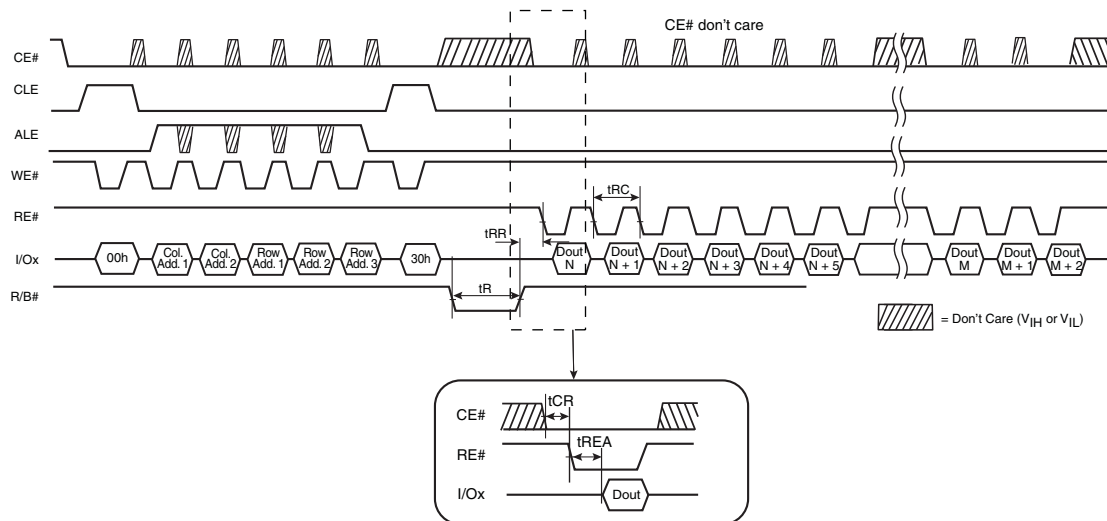 CE# don't care
CE#
CLE
ALE
WE#
RE#
tRC
tRR
I/Ox
00h
Col. Add. 1
Col. Add. 2
Row Add. 1
Row Add. 2
Row Add. 3
30h
Dout N
Dout N + 1
Dout N + 2
Dout N + 3
Dout N + 4
Dout N + 5
Dout M
Dout M + 1
Dout M + 2
R/B#
tR
= Don't Care (VIH or VIL)
CE#
tCR
RE#
tREA
I/Ox
Dout